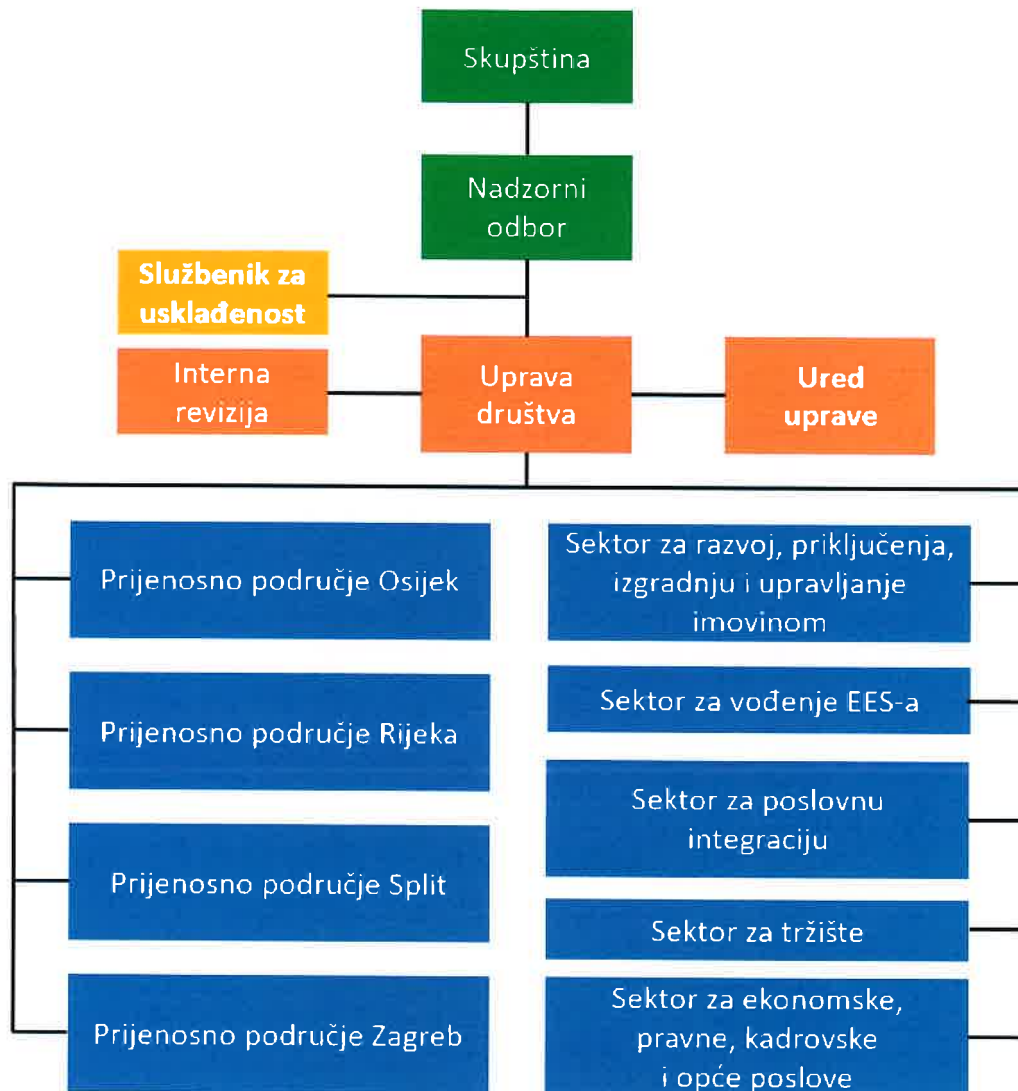 Skupština
Nadzorni
odbor
Službenik za
usklađenost
Interna
revizija
Uprava
društva
Ured
uprave
Prijenosno područje Osijek
Prijenosno područje Rijeka
Prijenosno područje Split
Prijenosno područje Zagreb
Sektor za razvoj, priključenja,
izgradnju i upravljanje
imovinom
Sektor za vođenje EES-a
Sektor za poslovnu
integraciju
Sektor za tržište
Sektor za ekonomske,
pravne, kadrovske
i opće poslove